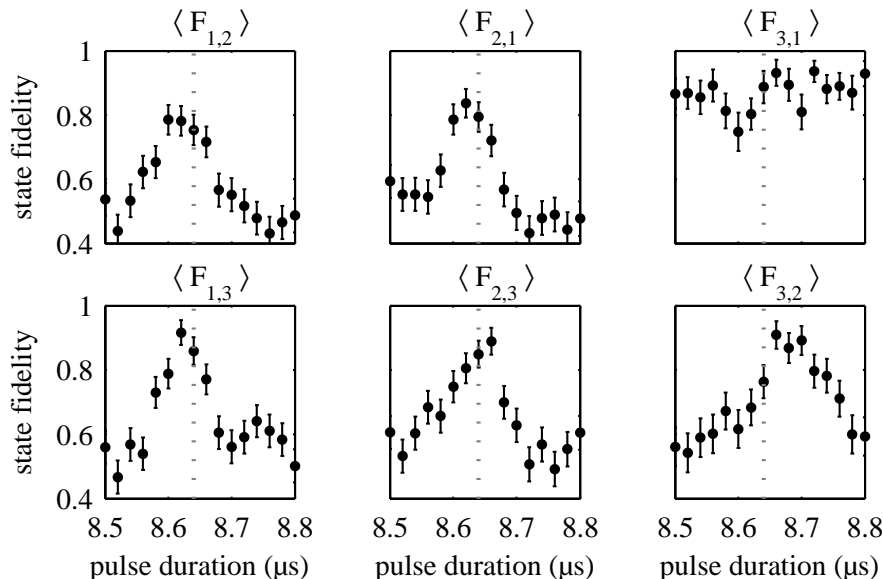 ⟨ F1,2 ⟩ ⟨ F2,1 ⟩ ⟨ F3,1 ⟩
1
0.8
0.6
0.4
state fidelity
⟨ F1,3 ⟩ ⟨ F2,3 ⟩ ⟨ F3,2 ⟩
1
0.8
0.6
0.4
state fidelity
8.5 8.6 8.7 8.8 8.5 8.6 8.7 8.8 8.5 8.6 8.7 8.8
pulse duration (μs) pulse duration (μs) pulse duration (μs)